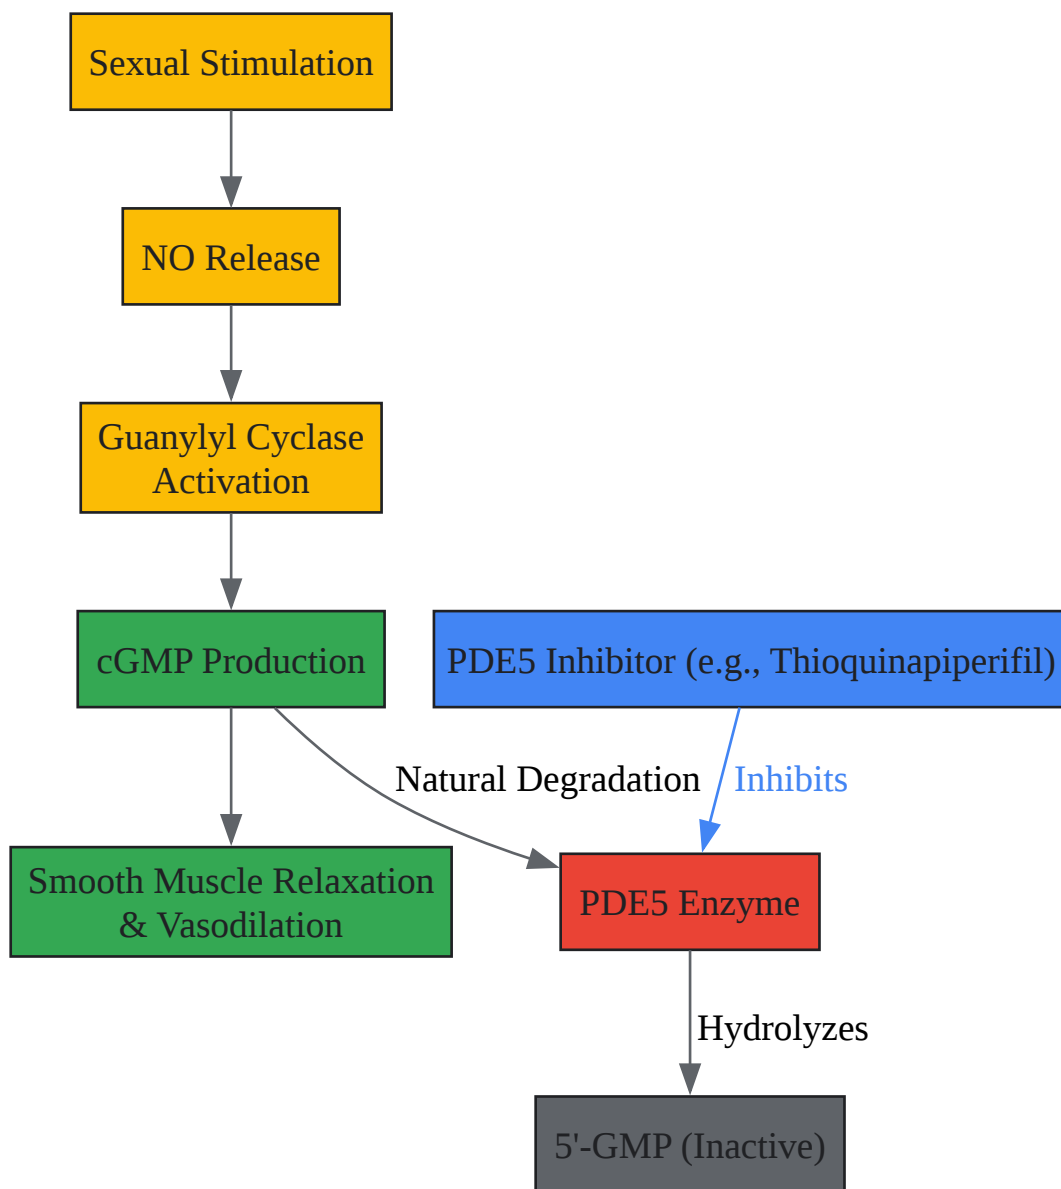 Sexual Stimulation
NO Release
Guanylyl Cyclase
Activation
cGMP Production
PDE5 Inhibitor (e.g., Thioquinapiperifil)
Natural Degradation
Inhibits
Smooth Muscle Relaxation
& Vasodilation
PDE5 Enzyme
Hydrolyzes
5'-GMP (Inactive)